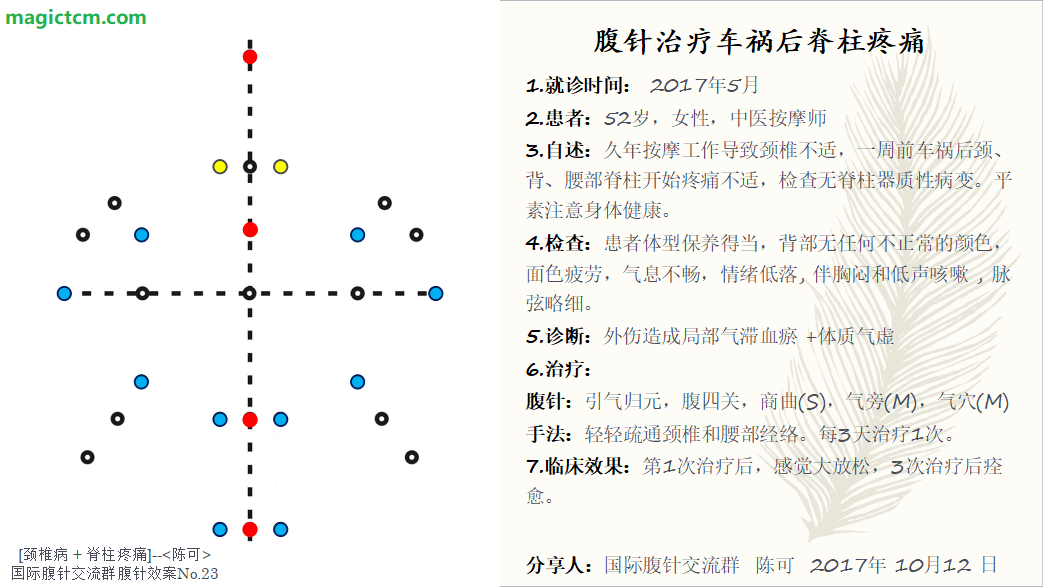 magictcm.com
[颈椎病 + 脊柱疼痛]--<陈可>
国际腹针交流群腹针效案No.23
腹针治疗车祸后脊柱疼痛
1.就诊时间： 2017年5月
2.患者：52岁，女性，中医按摩师
3.自述：久年按摩工作导致颈椎不适，一周前车祸后颈、
背、腰部脊柱开始疼痛不适，检查无脊柱器质性病变。平
素注意身体健康。
4.检查：患者体型保养得当，背部无任何不正常的颜色，
面色疲劳，气息不畅，情绪低落, 伴胸闷和低声咳嗽 , 脉
弦略细。
5.诊断：外伤造成局部气滞血瘀 +体质气虚
6.治疗：
腹针：引气归元，腹四关，商曲(S)，气旁(M)，气穴(M)
手法：轻轻疏通颈椎和腰部经络。每3天治疗1次。
7.临床效果：第1次治疗后，感觉大放松，3次治疗后痊
愈。
分享人：国际腹针交流群 陈可 2017年 10月12 日